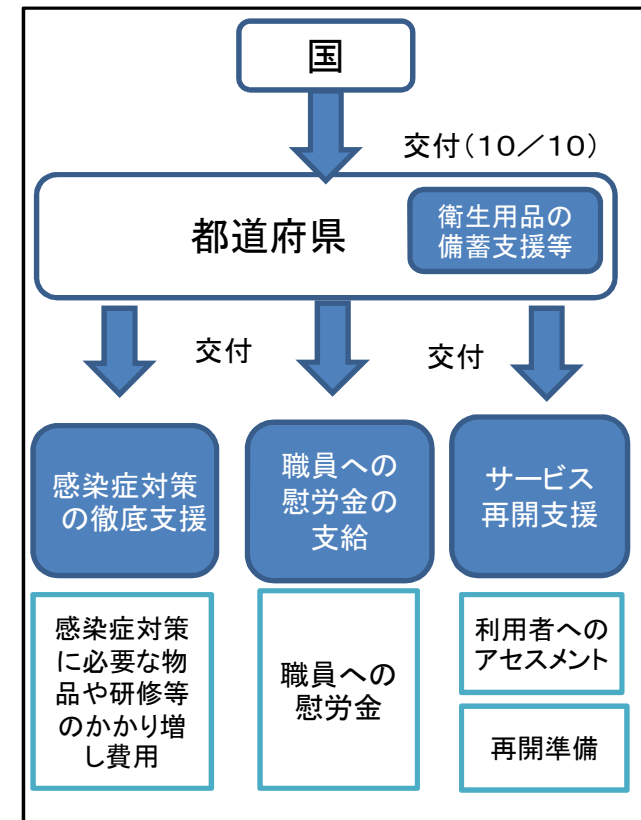 国
交付（１０／１０）
都道府県
衛生用品の
備蓄支援等
交付
交付
感染症対策
の徹底支援
職員への
慰労金の
支給
サービス
再開支援
感染症対策
に必要な物
品や研修等
のかかり増
し費用
職員への
慰労金
利用者への
アセスメント
再開準備